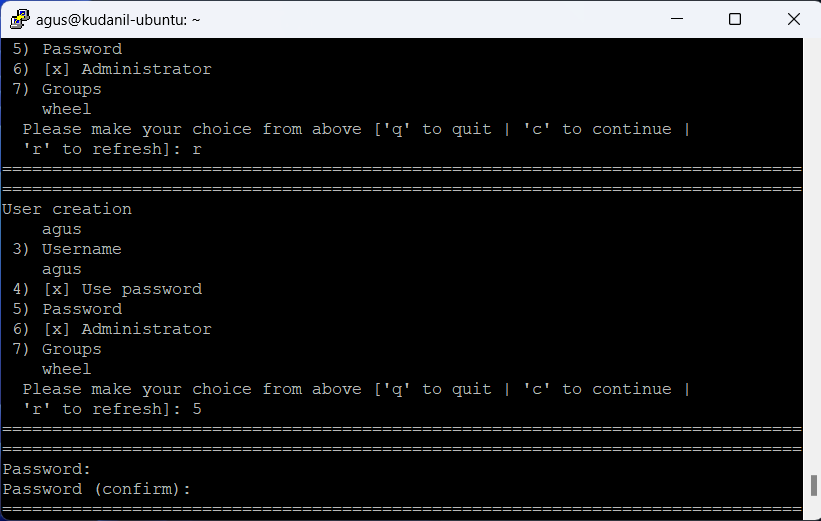 agus@kudanil-ubuntu: ~
5) Password
6) [x] Administrator
7) Groups
wheel
Please make your choice from above ['q' to quit | 'c' to continue |
'r' to refresh]: r
================================================================================
================================================================================
User creation
agus
3) Username
agus
4) [x] Use password
5) Password
6) [x] Administrator
7) Groups
wheel
Please make your choice from above ['q' to quit | 'c' to continue |
'r' to refresh]: 5
================================================================================
================================================================================
Password:
Password (confirm):
================================================================================